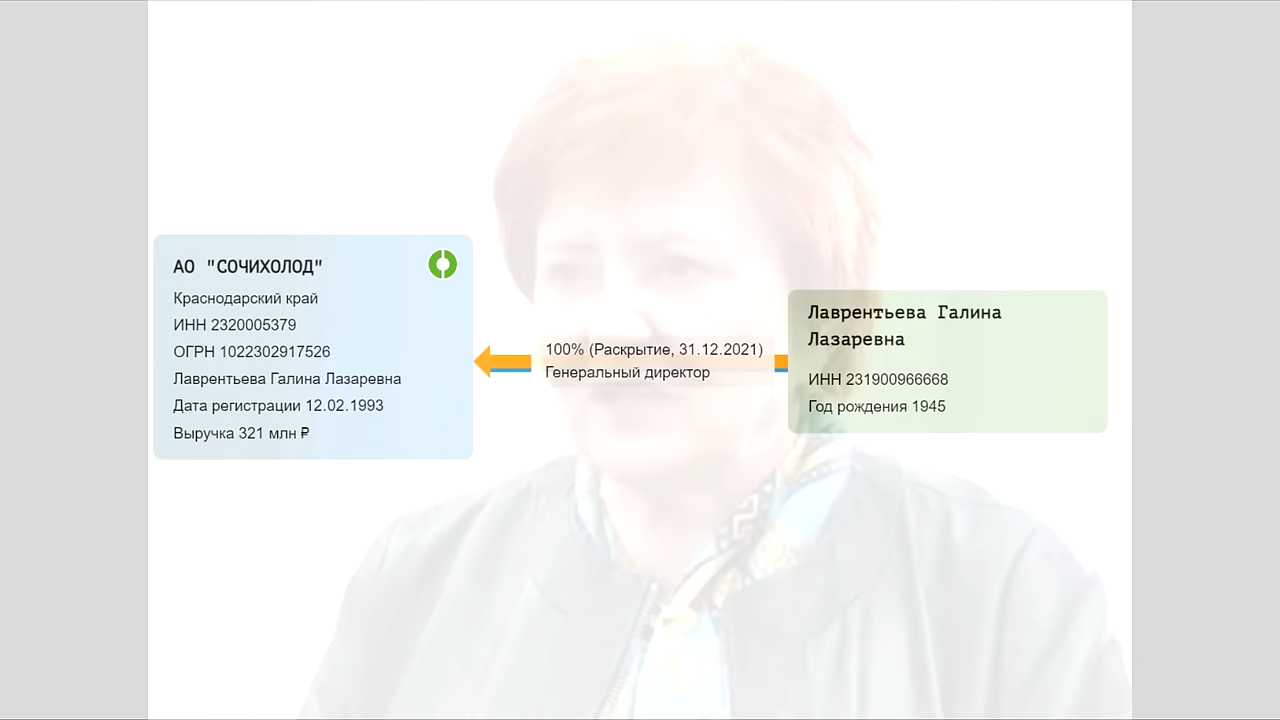 АО "СОЧИХОЛОД"
Краснодарский край
ИНН 2320005379
ОГРН 1022302917526
Лаврентьева Галина Лазаревна
Дата регистрации 12.02.1993
Выручка 321 млн ₽
100% (Раскрытие, 31.12.2021)
Генеральный директор
Лаврентьева Галина
Лазаревна
ИНН 231900966668
Год рождения 1945